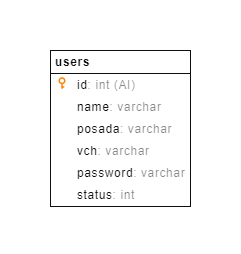 users
id: int (AI)
name: varchar
posada: varchar
vch: varchar
password: varchar
status: int